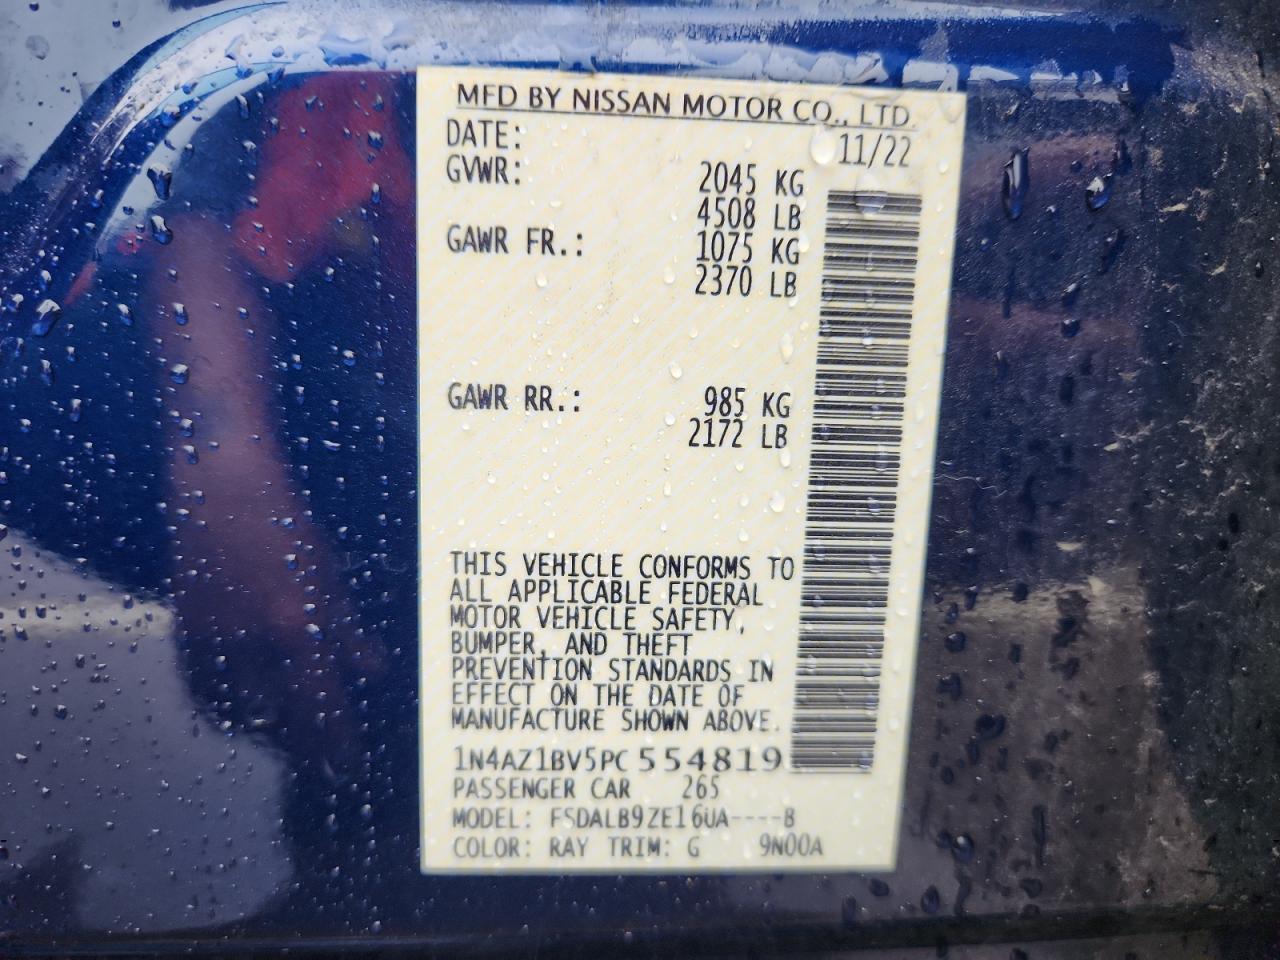 MFD BY NISSAN MOTOR CO., LTD.
DATE: 11/22
GVWR: 2045 KG
4508 LB
GAWR FR.: 1075 KG
2370 LB
GAWR RR.: 985 KG
2172 LB
THIS VEHICLE CONFORMS TO
ALL APPLICABLE FEDERAL
MOTOR VEHICLE SAFETY,
BUMPER, AND THEFT
PREVENTION STANDARDS IN
EFFECT ON THE DATE OF
MANUFACTURE SHOWN ABOVE.
1N4AZ1BV5PC554819
PASSENGER CAR 265
MODEL: FSDALB9ZE16UA----B
COLOR: RAY TRIM: G 9N00A